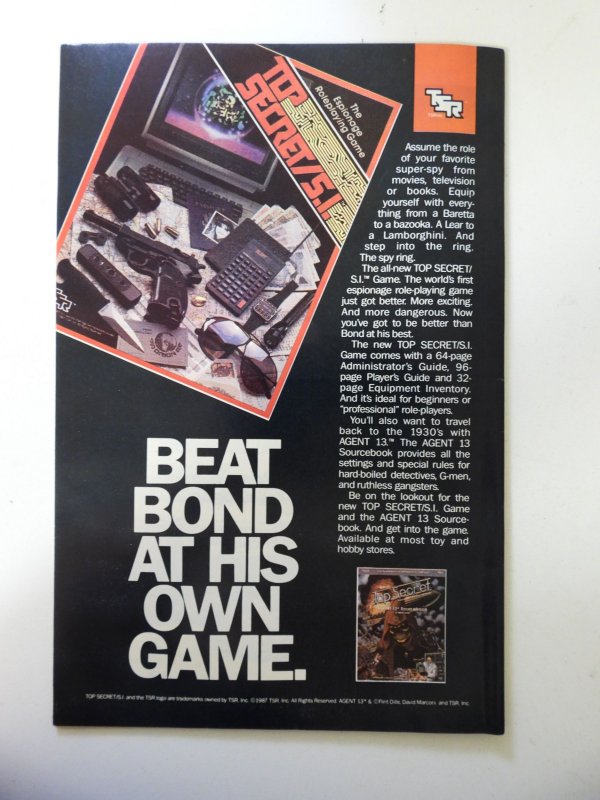 TOP
SECRET/S.I.
The
Espionage
Roleplaying Game
TSR
TSR
Assume the role
of your favorite
super-spy from
movies, television
or books. Equip
yourself with every-
thing from a Baretta
to a bazooka. A Lear to
a Lamborghini. And
step into the ring.
The spy ring.
The all-new TOP SECRET/
S.I.™ Game. The world's first
espionage role-playing game
just got better. More exciting.
And more dangerous. Now
you've got to be better than
Bond at his best.
The new TOP SECRET/S.I.
Game comes with a 64-page
Administrator's Guide, 96-
page Player's Guide and 32-
page Equipment Inventory.
And it's ideal for beginners or
"professional" role-players.
You'll also want to travel
back to the 1930's with
AGENT 13.™ The AGENT 13
Sourcebook provides all the
settings and special rules for
hard-boiled detectives, G-men,
and ruthless gangsters.
Be on the lookout for the
new TOP SECRET/S.I. Game
and the AGENT 13 Source-
book. And get into the game.
Available at most toy and
hobby stores.
BEAT
BOND
AT HIS
OWN
GAME.
Top Secret
TOP SECRET/S.I. and the TSR logo are trademarks owned by TSR, Inc. ©1987 TSR, Inc. All Rights Reserved. AGENT 13™ & ©Flint Dille, David Marconi, and TSR, Inc.